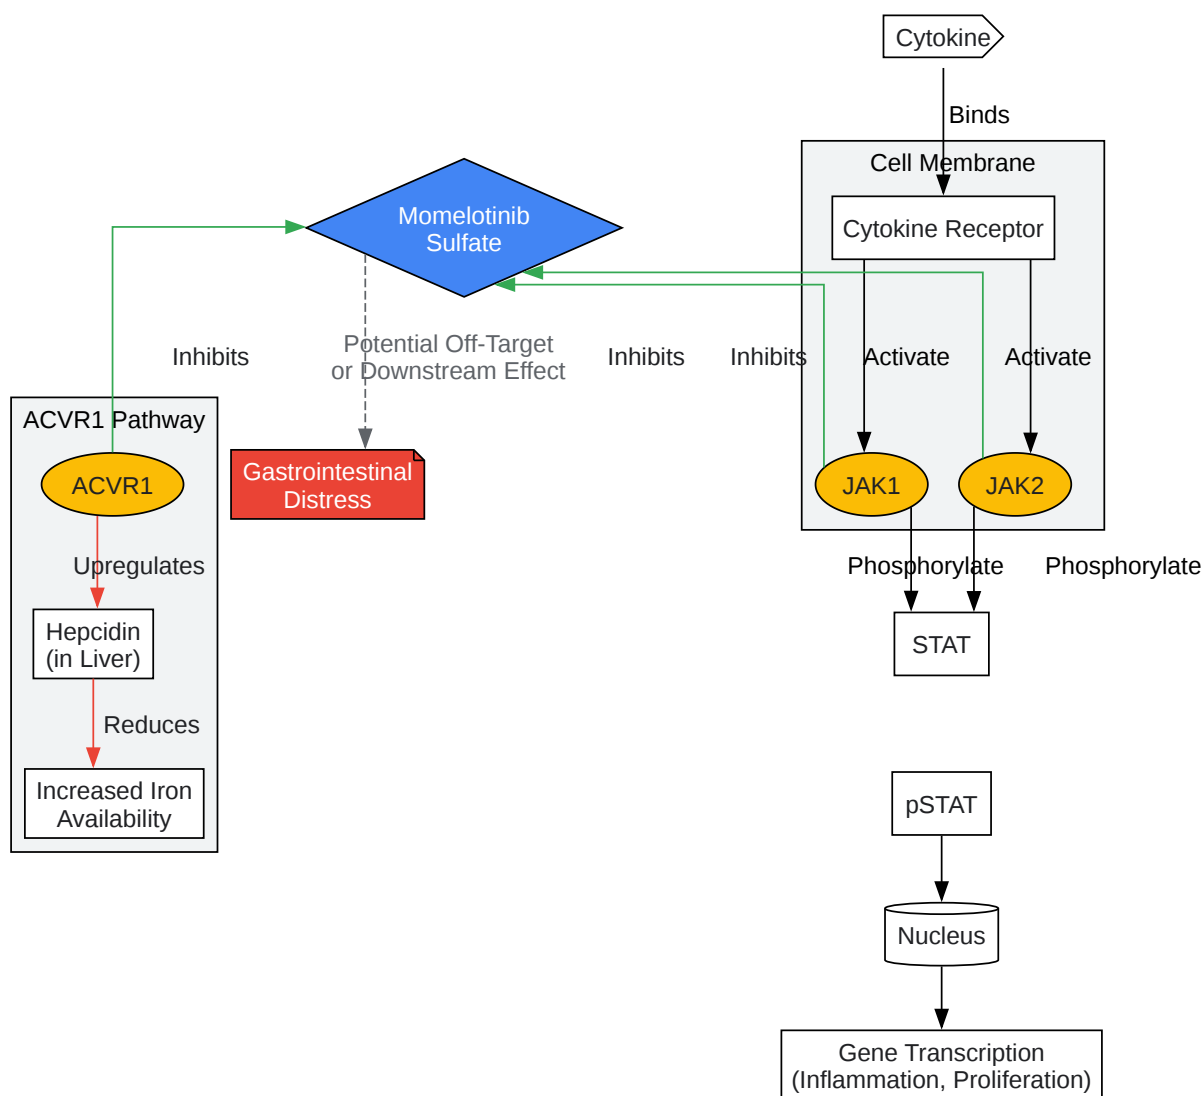 Cytokine
Binds
Cell Membrane
Momelotinib
Sulfate
Cytokine Receptor
Inhibits
Potential Off-Target
or Downstream Effect
Inhibits
Inhibits
Activate
Activate
ACVR1 Pathway
ACVR1
Gastrointestinal
Distress
JAK1
JAK2
Upregulates
Phosphorylate
Phosphorylate
Hepcidin
(in Liver)
STAT
Reduces
Increased Iron
Availability
pSTAT
Nucleus
Gene Transcription
(Inflammation, Proliferation)